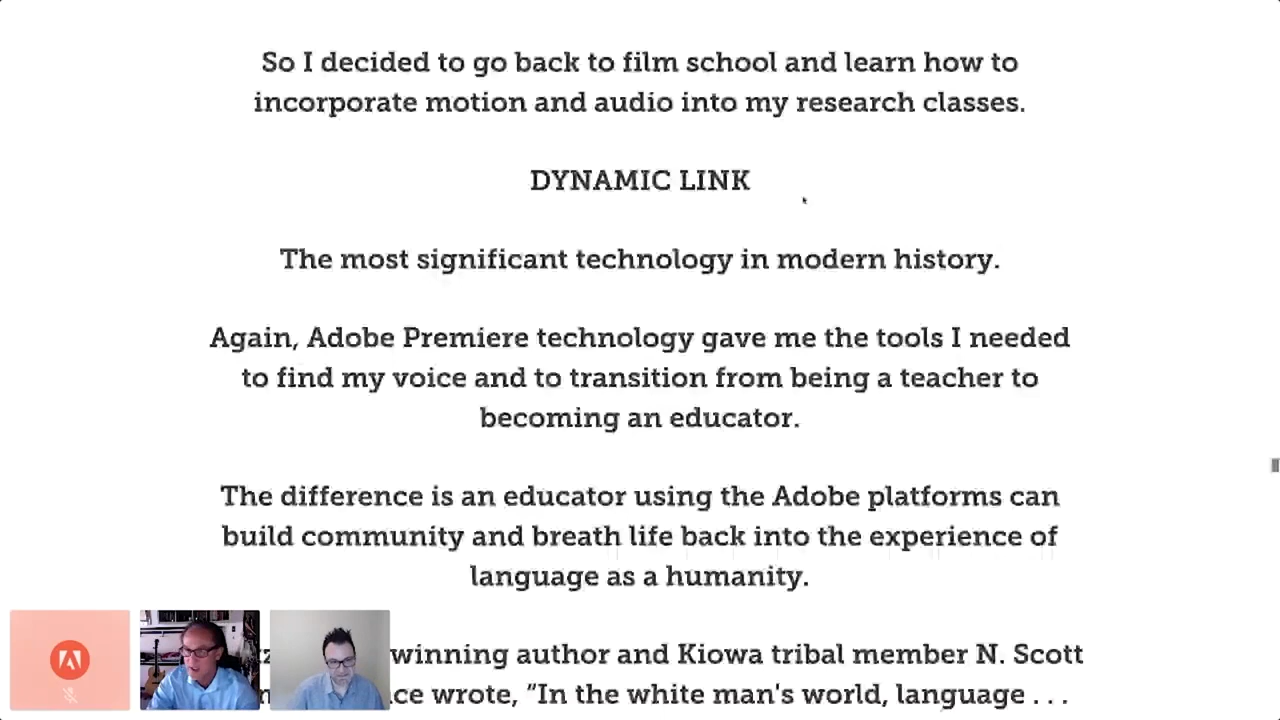 So I decided to go back to film school and learn how to
incorporate motion and audio into my research classes.
DYNAMIC LINK
The most significant technology in modern history.
Again, Adobe Premiere technology gave me the tools I needed
to find my voice and to transition from being a teacher to
becoming an educator.
The difference is an educator using the Adobe platforms can
build community and breath life back into the experience of
language as a humanity.
winning author and Kiowa tribal member N. Scott
wrote, “In the white man's world, language . . .